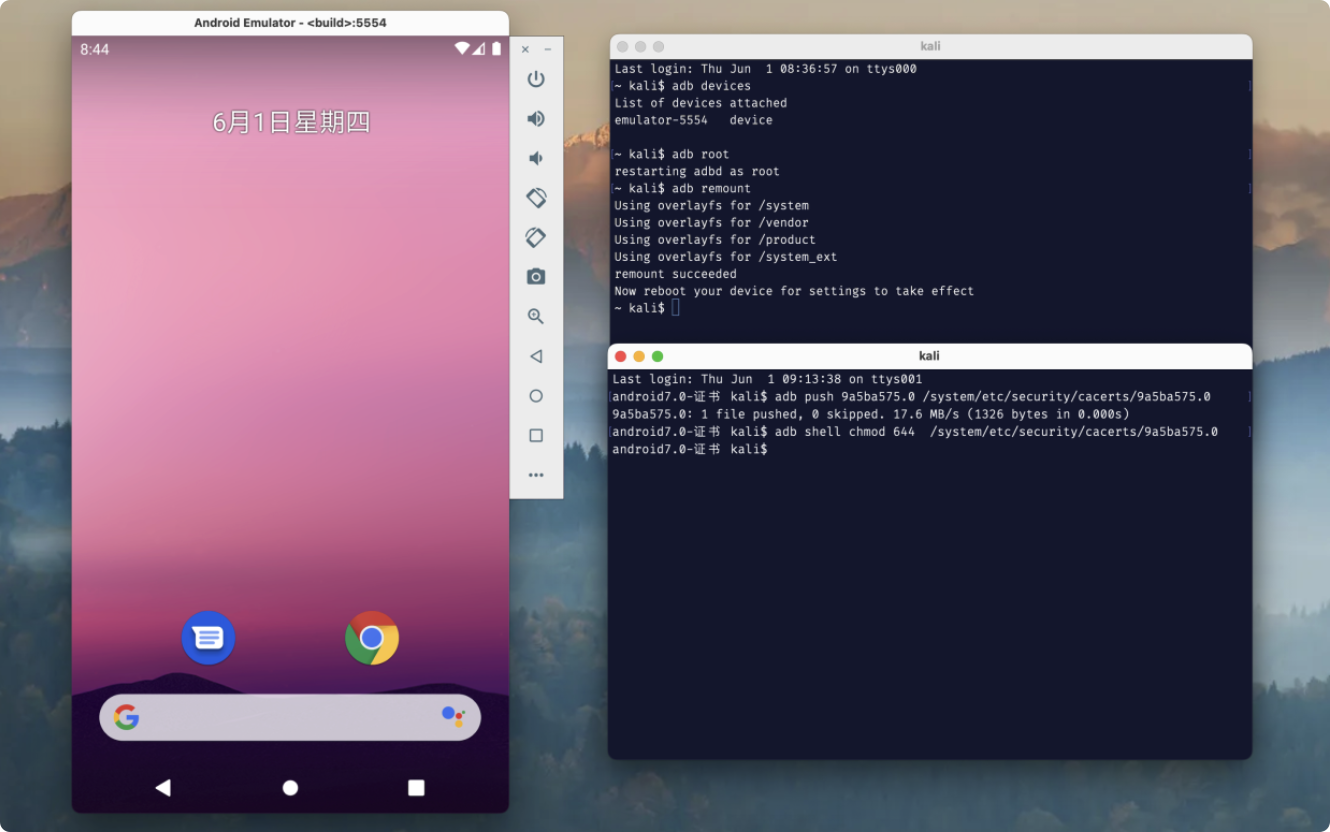 Android Emulator - <build>:5554
8:44
6月1日星期四
kali
Last login: Thu Jun  1 08:36:57 on ttys000
[~ kali$ adb devices                                                                    ]
List of devices attached
emulator-5554   device
[~ kali$ adb root                                                                       ]
restarting adbd as root
[~ kali$ adb remount                                                                    ]
Using overlayfs for /system
Using overlayfs for /vendor
Using overlayfs for /product
Using overlayfs for /system_ext
remount succeeded
Now reboot your device for settings to take effect
~ kali$
kali
Last login: Thu Jun  1 09:13:38 on ttys001
[android7.0-证书 kali$ adb push 9a5ba575.0 /system/etc/security/cacerts/9a5ba575.0     ]
9a5ba575.0: 1 file pushed, 0 skipped. 17.6 MB/s (1326 bytes in 0.000s)
[android7.0-证书 kali$ adb shell chmod 644  /system/etc/security/cacerts/9a5ba575.0    ]
android7.0-证书 kali$